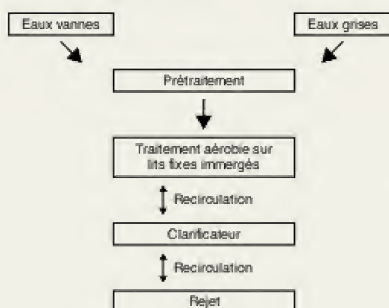 Eaux vannes
Eaux grises
Prétraitement
Traitement aérobie sur
lits fixes immergés
Recirculation
Clarificateur
Recirculation
Rejet